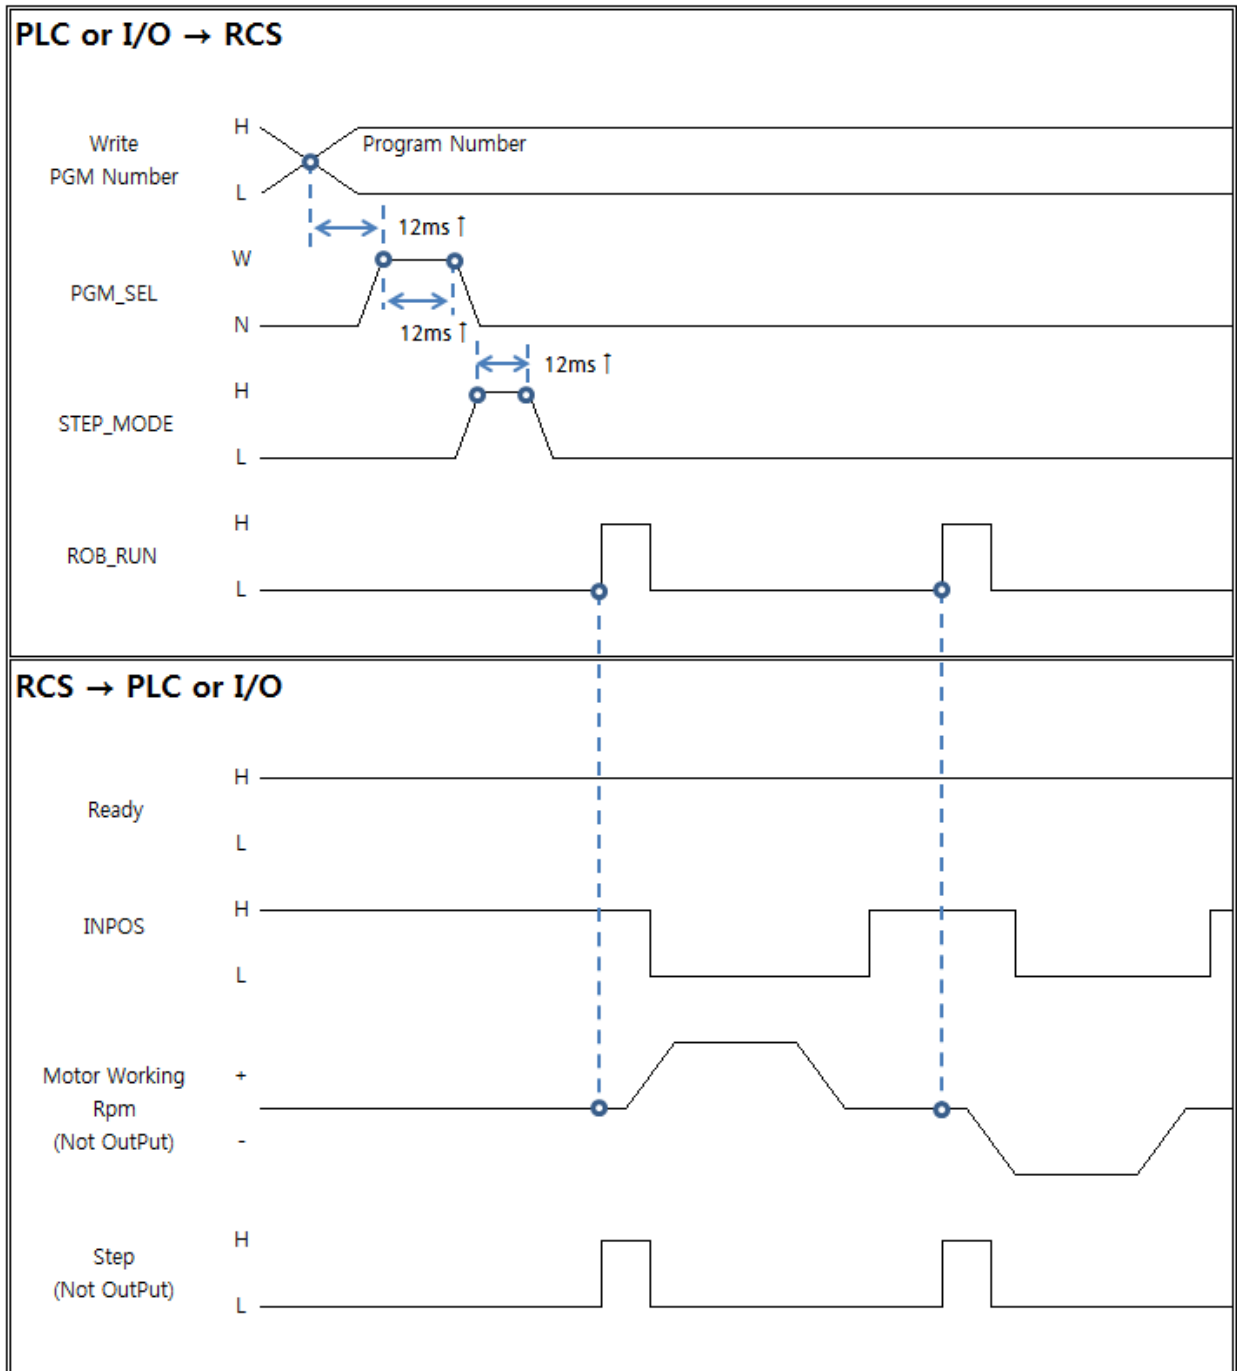 PLC or I/O → RCS
H
Write
Program Number
PGM Number
L
12ms↑
W
PGM_SEL
N
12ms↑
12ms↑
H
STEP_MODE
L
H
ROB_RUN
L
RCS → PLC or I/O
H
Ready
L
H
INPOS
L
Motor Working
+
Rpm
(Not OutPut)
-
H
Step
(Not OutPut)
L